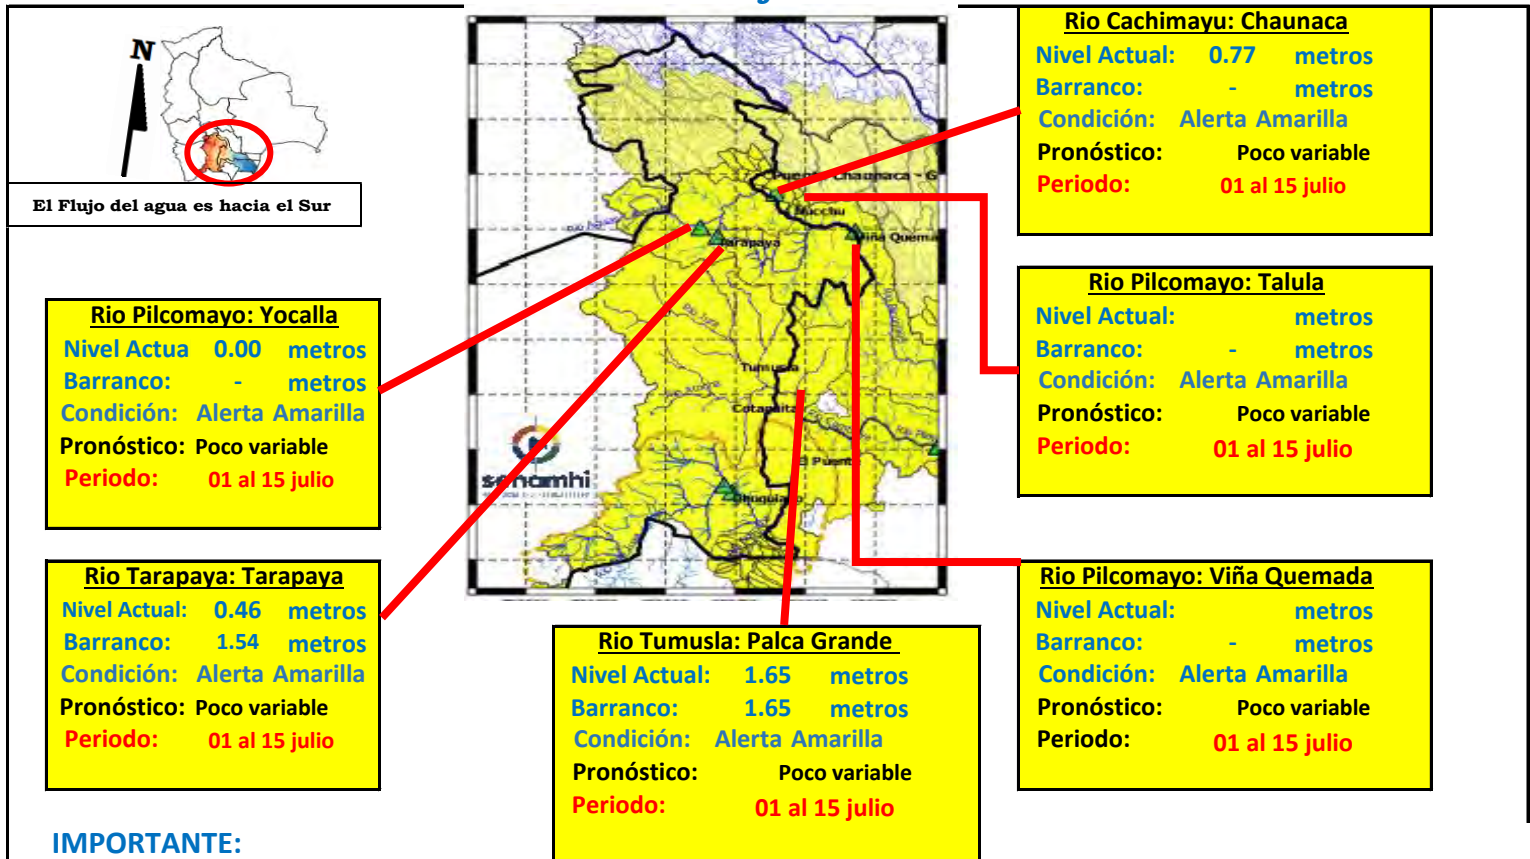 N
El Flujo del agua es hacia el Sur
Rio Pilcomayo: Yocalla
Nivel Actua 0.00 metros
Barranco: - metros
Condición: Alerta Amarilla
Pronóstico: Poco variable
Periodo: 01 al 15 julio
Rio Tarapaya: Tarapaya
Nivel Actual: 0.46 metros
Barranco: 1.54 metros
Condición: Alerta Amarilla
Pronóstico: Poco variable
Periodo: 01 al 15 julio
IMPORTANTE:
Puente Chaunaca - G
Tarapaya
Viña Quema
Tumusla
Cotagaita
El Puente
senamhi
Rio Tumusla: Palca Grande
Nivel Actual: 1.65 metros
Barranco: 1.65 metros
Condición: Alerta Amarilla
Pronóstico: Poco variable
Periodo: 01 al 15 julio
Rio Cachimayu: Chaunaca
Nivel Actual: 0.77 metros
Barranco: - metros
Condición: Alerta Amarilla
Pronóstico: Poco variable
Periodo: 01 al 15 julio
Rio Pilcomayo: Talula
Nivel Actual: metros
Barranco: - metros
Condición: Alerta Amarilla
Pronóstico: Poco variable
Periodo: 01 al 15 julio
Rio Pilcomayo: Viña Quemada
Nivel Actual: metros
Barranco: - metros
Condición: Alerta Amarilla
Pronóstico: Poco variable
Periodo: 01 al 15 julio